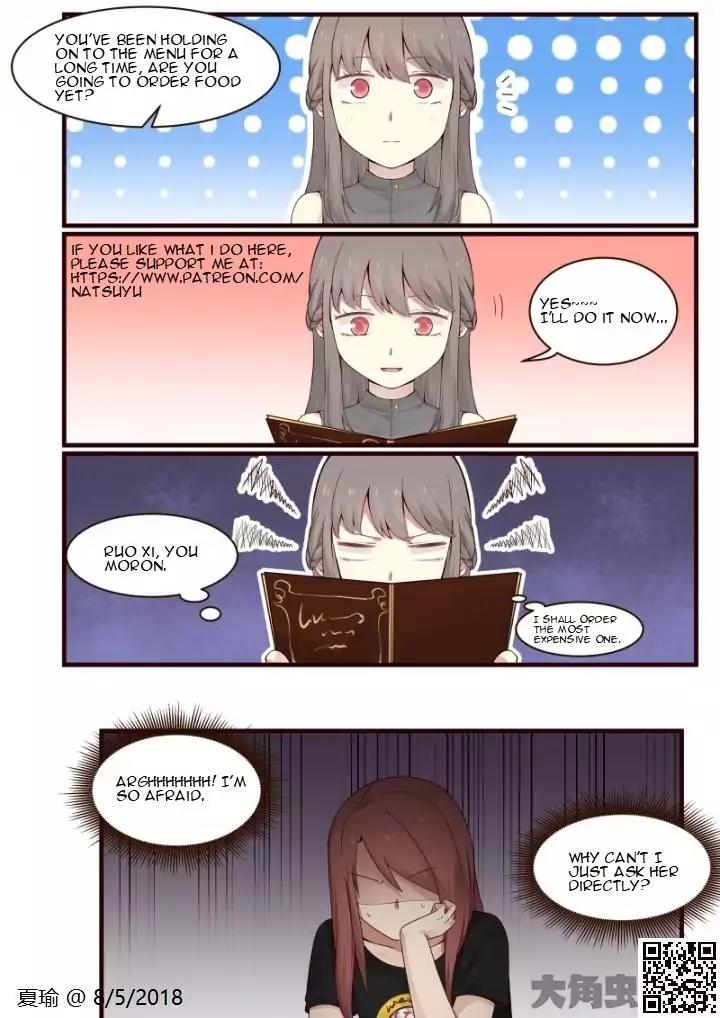 YOU'VE BEEN HOLDING
ON TO THE MENU FOR A
LONG TIME, ARE YOU
GOING TO ORDER FOOD
YET?
IF YOU LIKE WHAT I DO HERE,
PLEASE SUPPORT ME AT:
HTTPS://WWW.PATREON.COM/
NATSUYU
YES~~~
I'LL DO IT NOW...
RUO XI, YOU
MORON.
I SHALL ORDER
THE MOST
EXPENSIVE ONE.
ARGHHHHHHH! I'M
SO AFRAID.
WHY CAN'T I
JUST ASK HER
DIRECTLY?
夏瑜 @ 8/5/2018
大角虫